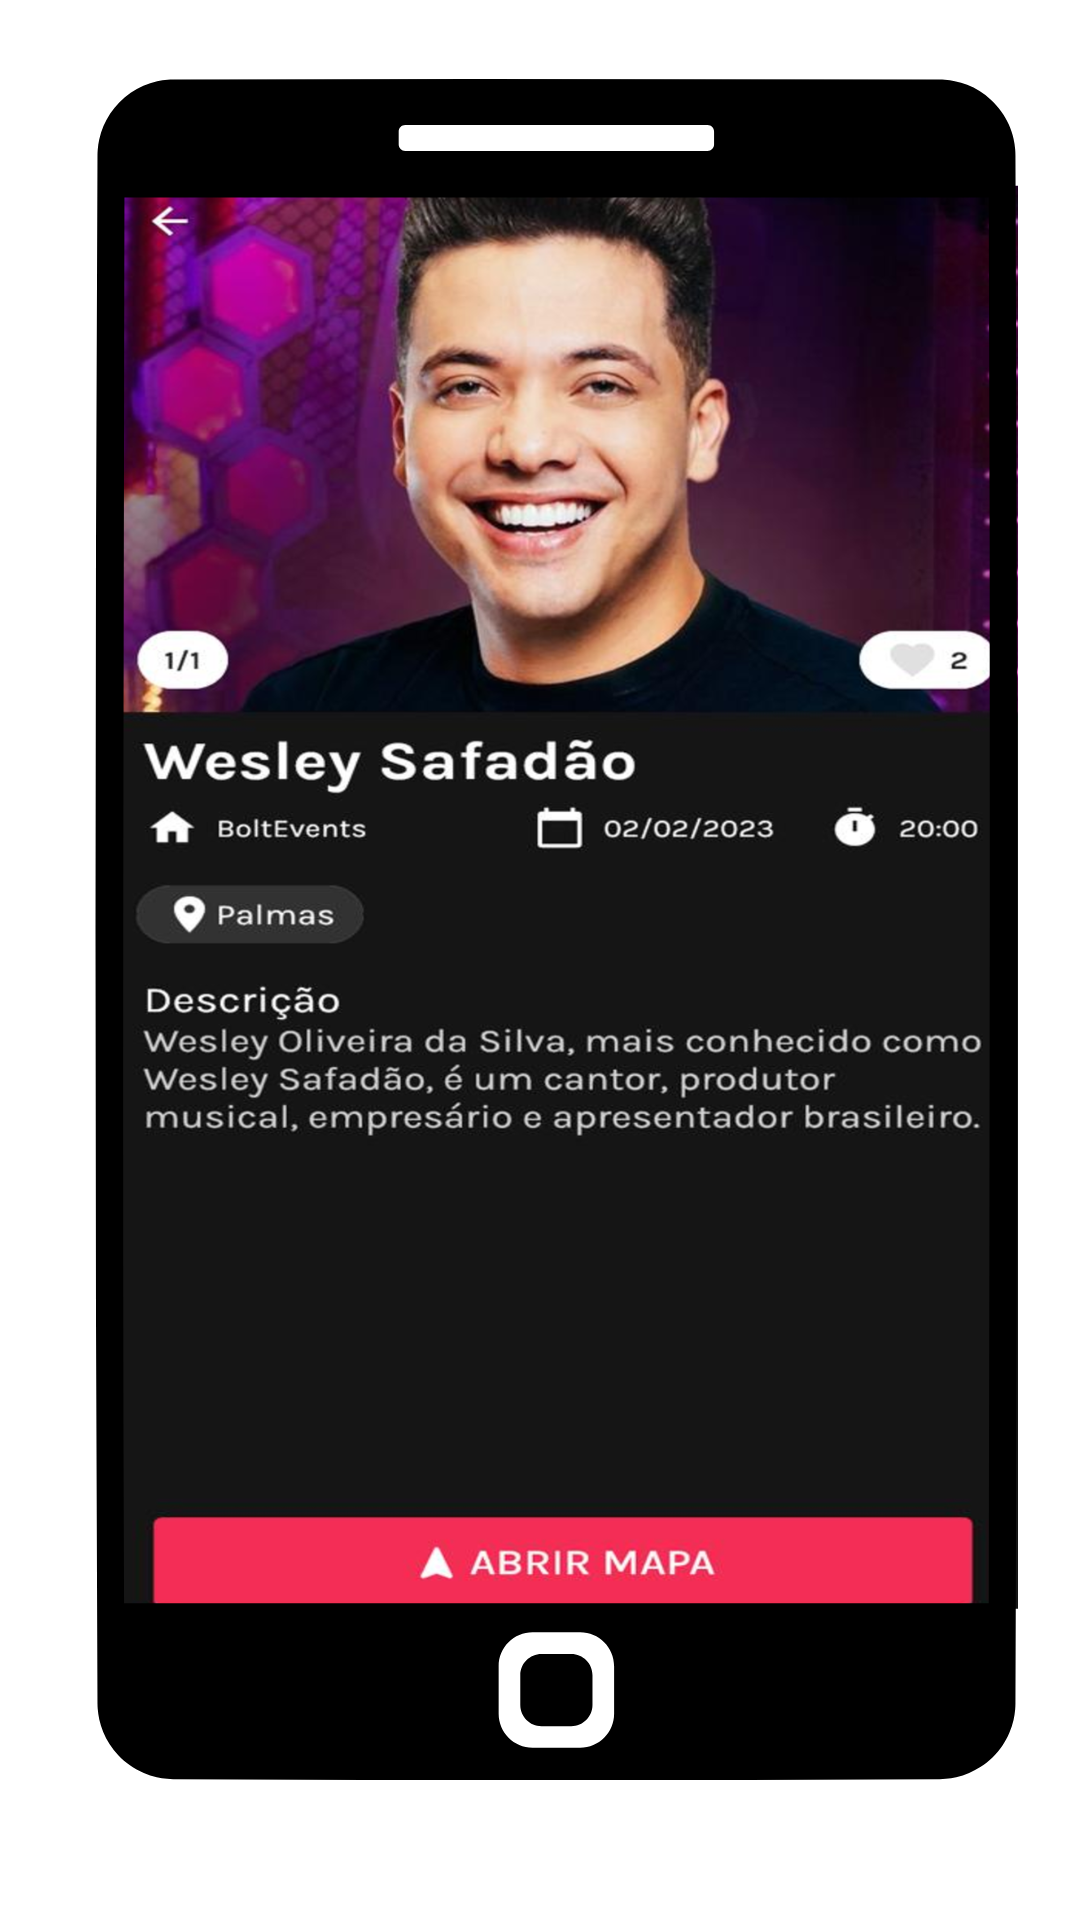 1/1
2
Wesley Safadão
BoltEvents
02/02/2023
20:00
Palmas
Descrição
Wesley Oliveira da Silva, mais conhecido como
Wesley Safadão, é um cantor, produtor
musical, empresário e apresentador brasileiro.
ABRIR MAPA